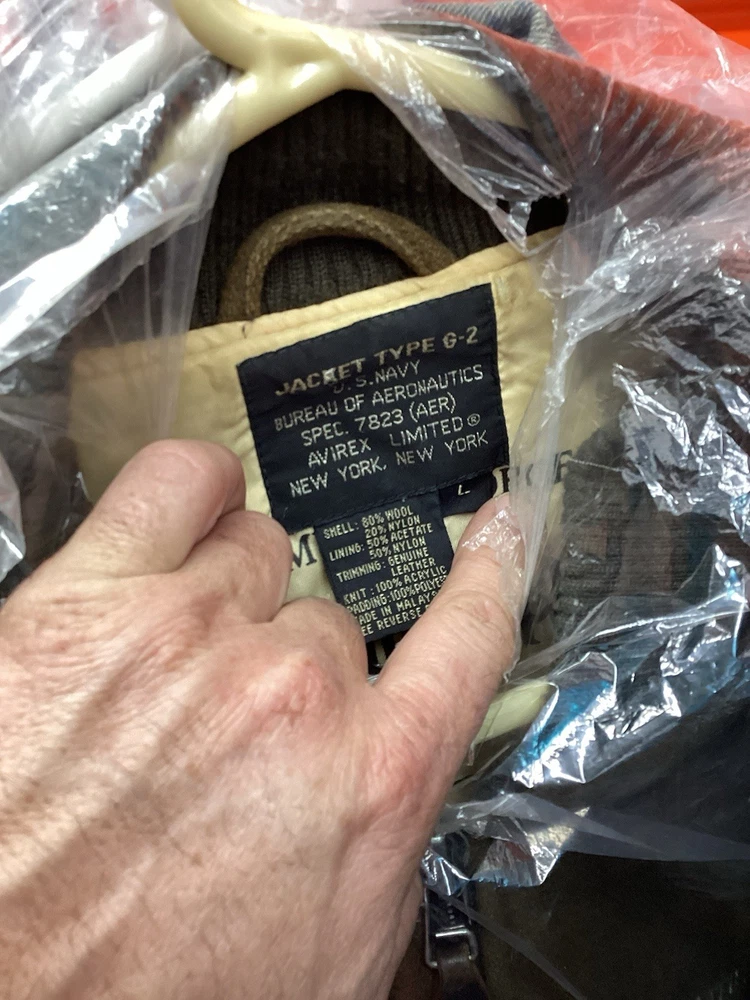 JACKET TYPE G-2
U.S.NAVY
BUREAU OF AERONAUTICS
SPEC. 7823 (AER)
AVIREX LIMITED®
NEW YORK, NEW YORK
L
SHELL: 80% WOOL
20% NYLON
LINING: 50% ACETATE
50% NYLON
TRIMMING: GENUINE
LEATHER
KNIT: 100% ACRYLIC
PADDING: 100% POLYES
MADE IN MALAYS
SEE REVERSE